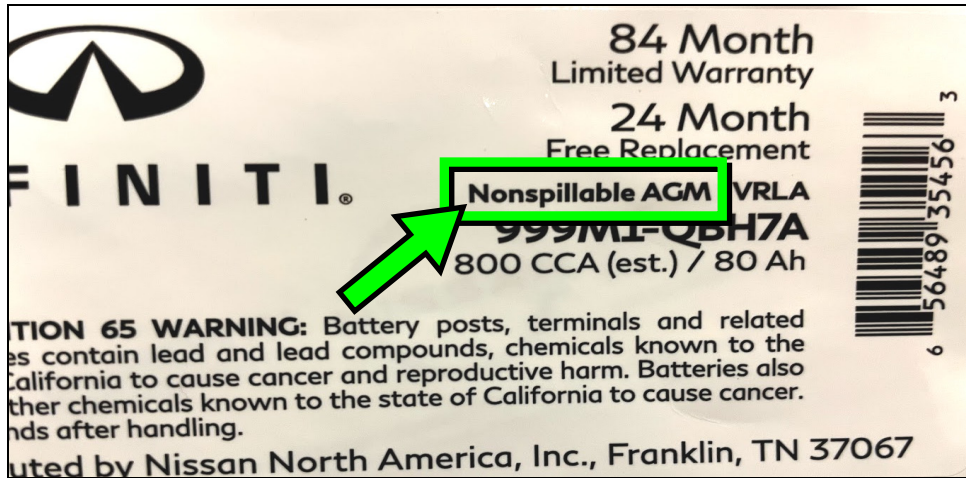 84 Month
Limited Warranty
24 Month
Free Replacement
FINITI®
Nonspillable AGM VRLA
999M1-QBH7A
800 CCA (est.) / 80 Ah
TION 65 WARNING: Battery posts, terminals and related
es contain lead and lead compounds, chemicals known to the
California to cause cancer and reproductive harm. Batteries also
ther chemicals known to the state of California to cause cancer.
nds after handling.
uted by Nissan North America, Inc., Franklin, TN 37067
6 56489 35456 3